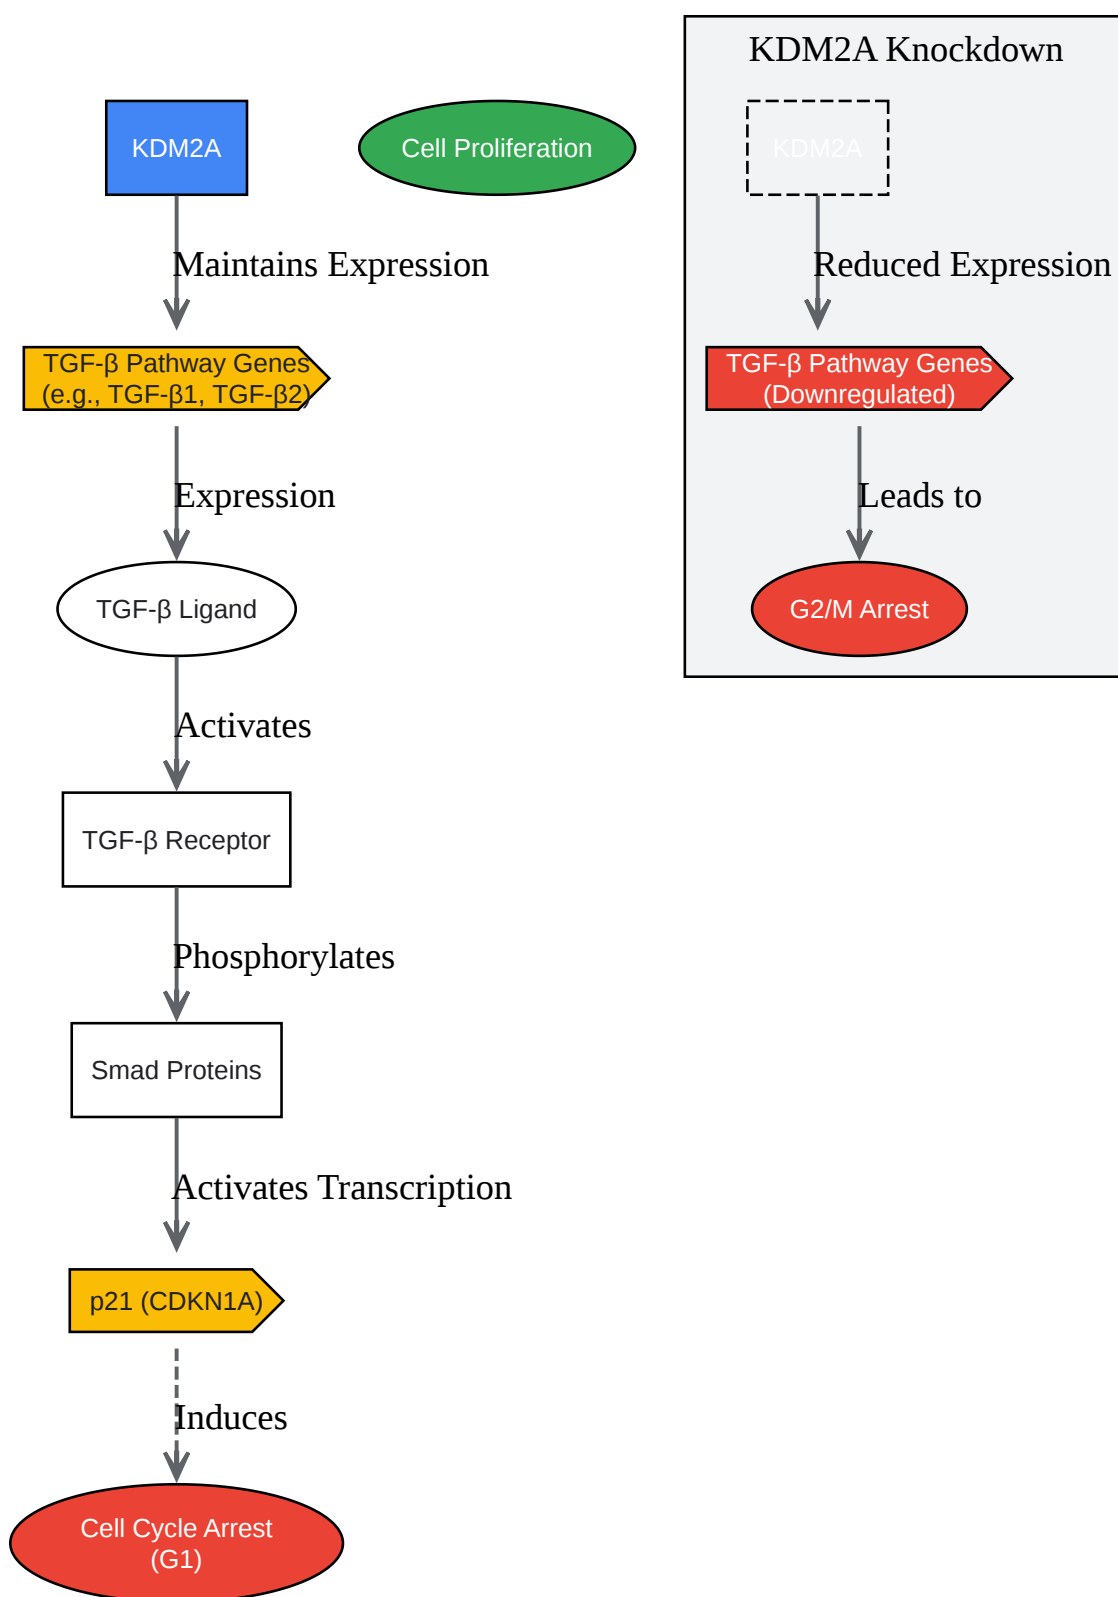 KDM2A Knockdown
KDM2A
Cell Proliferation
KDM2A
Maintains Expression
Reduced Expression
TGF-β Pathway Genes
(e.g., TGF-β1, TGF-β2)
TGF-β Pathway Genes
(Downregulated)
Expression
Leads to
TGF-β Ligand
G2/M Arrest
Activates
TGF-β Receptor
Phosphorylates
Smad Proteins
Activates Transcription
p21 (CDKN1A)
Induces
Cell Cycle Arrest
(G1)